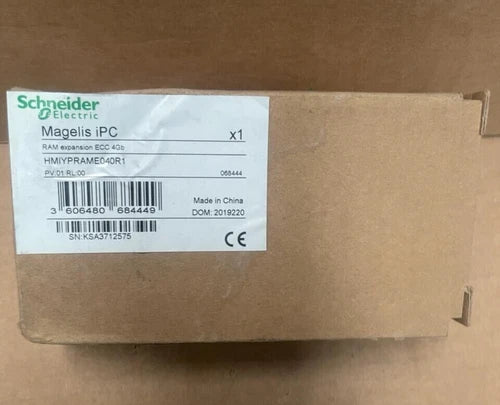 Schneider
Electric
Magelis iPC x1
RAM expansion ECC 4Gb
HMIYPRAME040R1
PV:01 RL:00 068444
Made in China
3 606480 684449 DOM: 2019220
SN:KSA3712575 CE